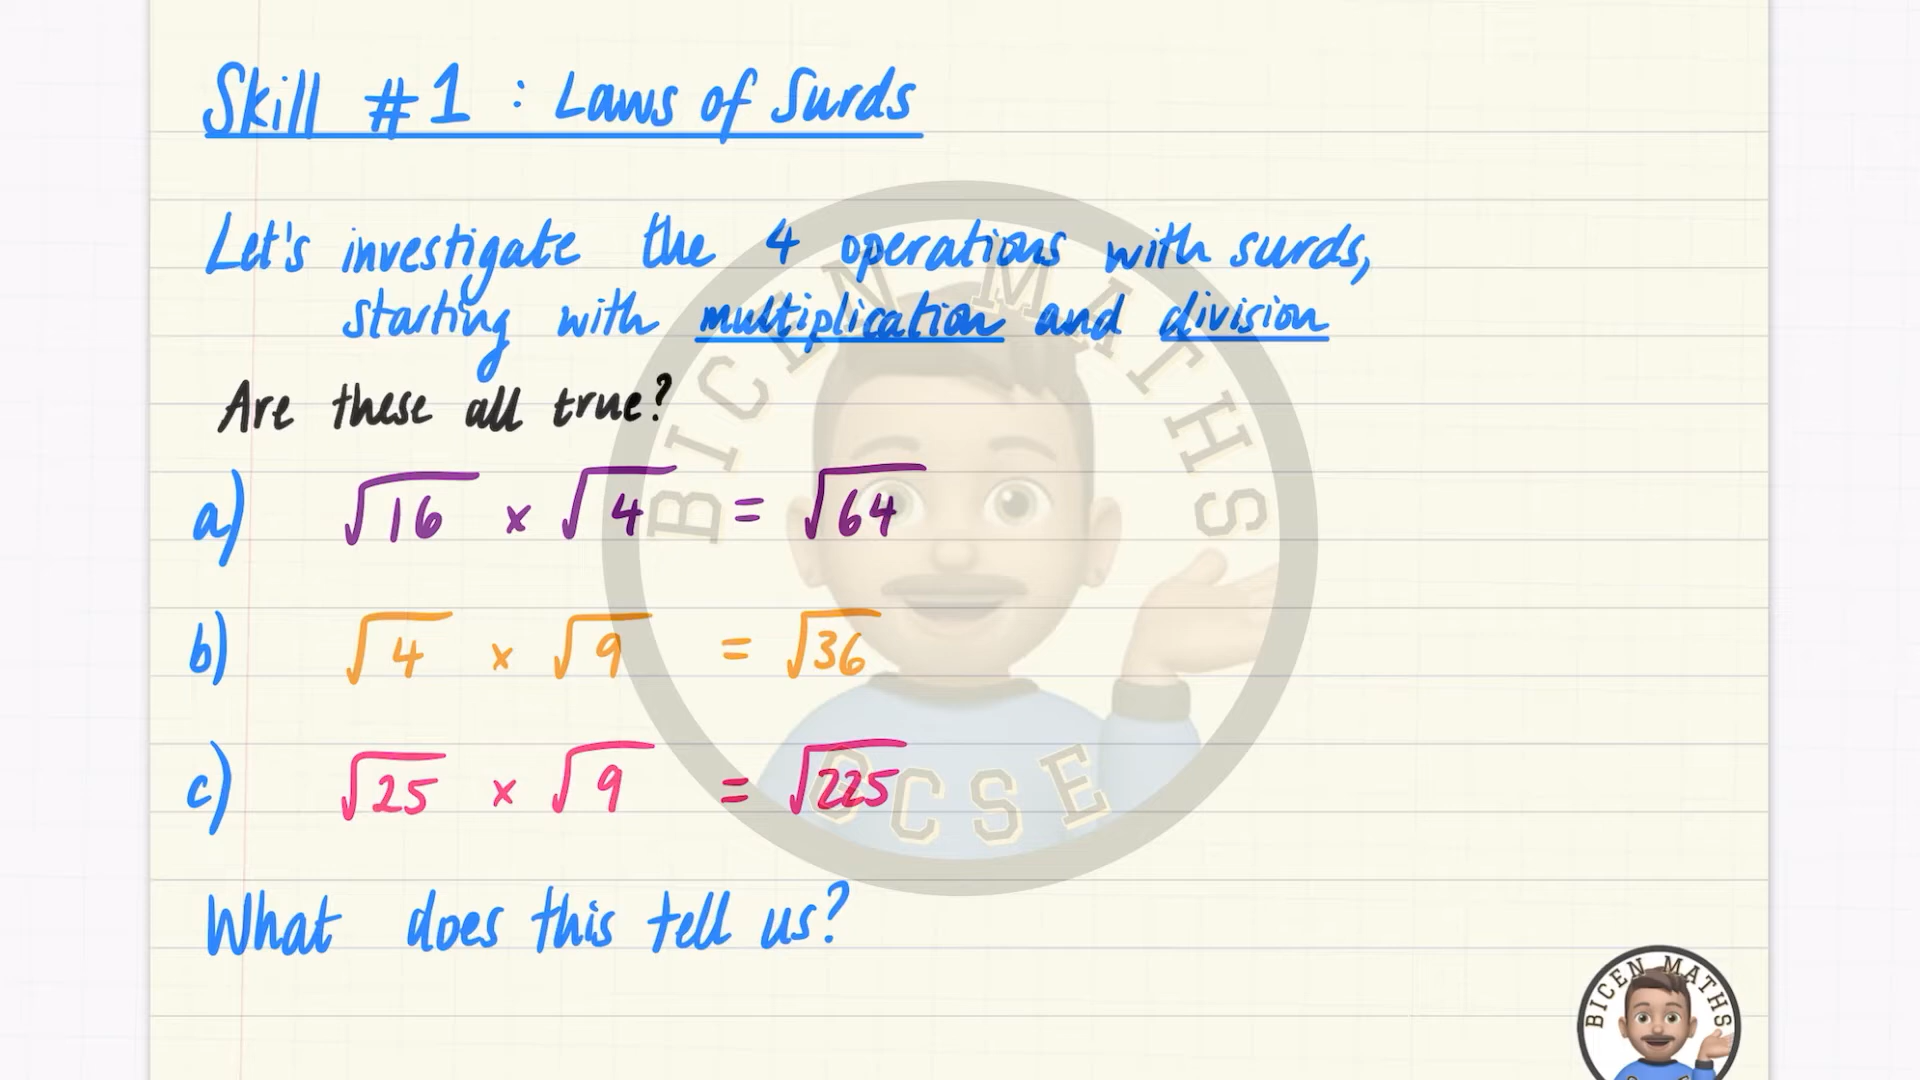 Skill #1 : Laws of Surds
Let's investigate the 4 operations with surds,
starting with multiplication and division
Are these all true?
a) √16 × √4 = √64
b) √4 × √9 = √36
c) √25 × √9 = √225
What does this tell us?
BICEN MATHS
GCSE
BICEN MATHS